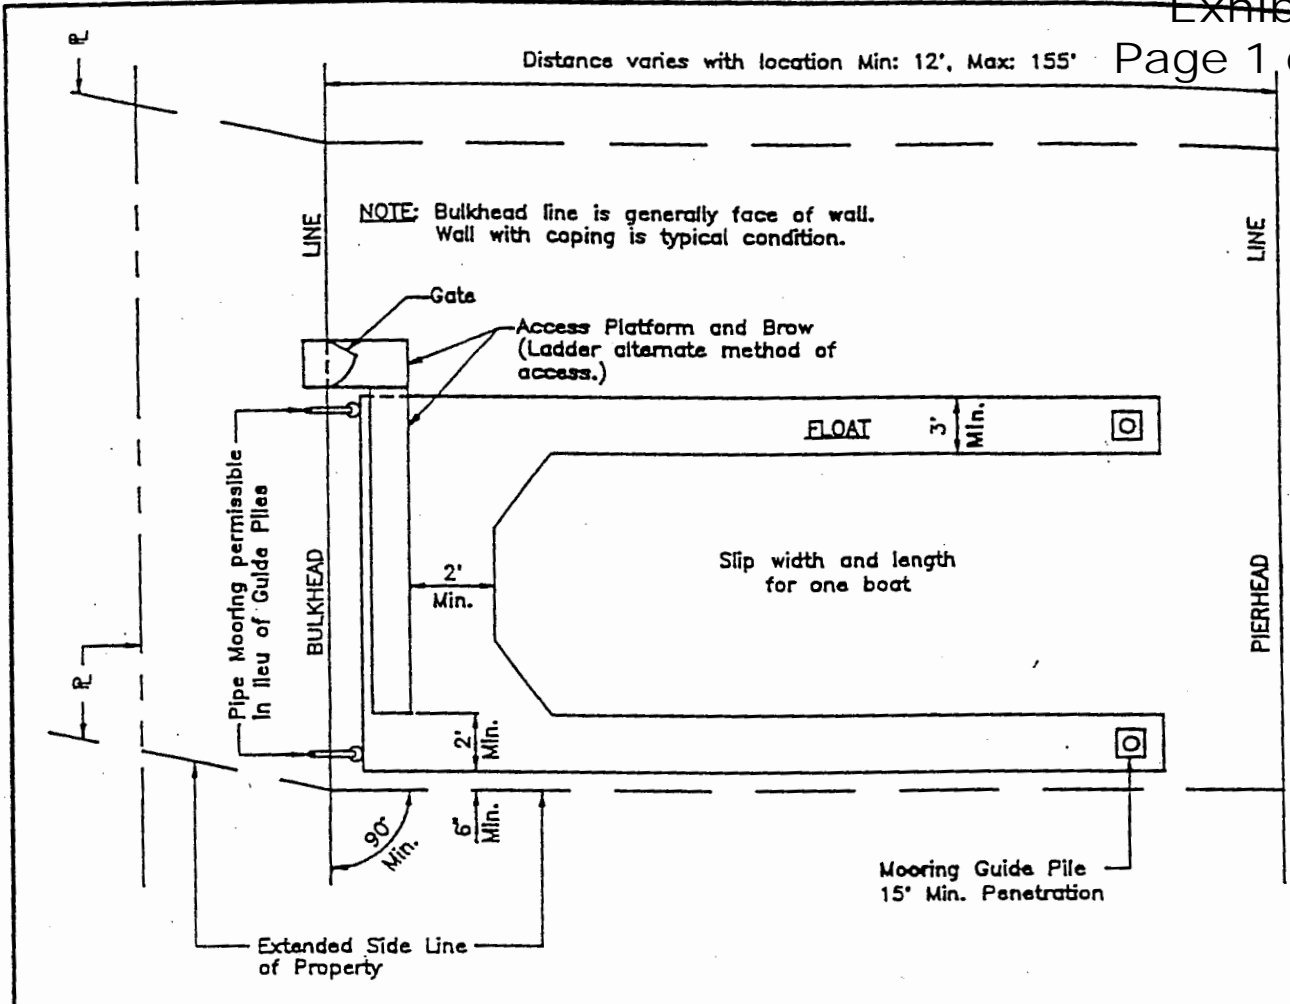 Exhib
Page 1
Distance varies with location Min: 12', Max: 155'
NOTE: Bulkhead line is generally face of wall.
Wall with coping is typical condition.
LINE
LINE
Gate
Access Platform and Brow
(Ladder alternate method of
access.)
FLOAT
3'
Min.
Pipe Mooring permissible
In lieu of Guide Piles
BULKHEAD
2'
Min.
Slip width and length
for one boat
PIERHEAD
2'
Min.
6"
Min.
90°
Min.
Mooring Guide Pile
15' Min. Penetration
Extended Side Line
of Property